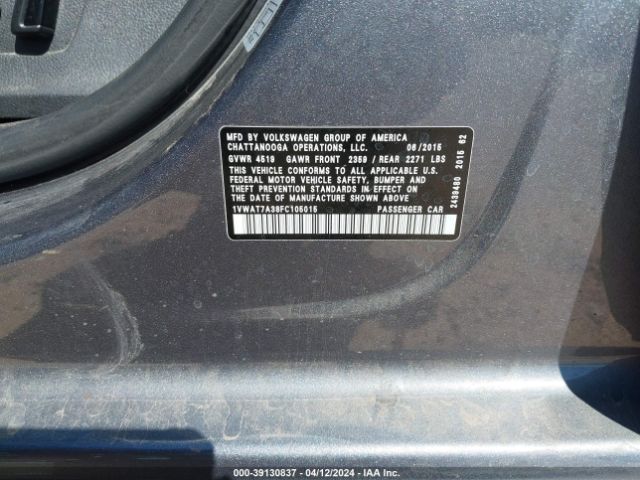 MFD BY VOLKSWAGEN GROUP OF AMERICA
CHATTANOOGA OPERATIONS, LLC. 06/2015
GVWR 4519 GAWR FRONT 2359 / REAR 2271 LBS
THIS VEHICLE CONFORMS TO ALL APPLICABLE U.S.
FEDERAL MOTOR VEHICLE SAFETY, BUMPER AND
THEFT PREVENTION STANDARDS IN EFFECT ON
THE DATE OF MANUFACTURE SHOWN ABOVE
1VWAT7A38FC105015 PASSENGER CAR
2439480 2015 62
000-39130837 - 04/12/2024 - IAA Inc.